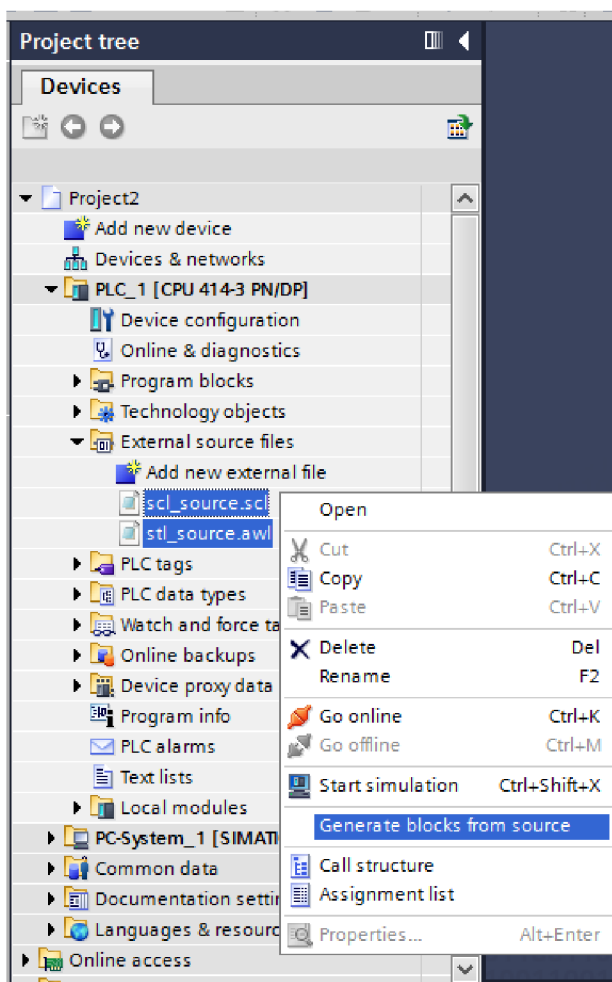 Project tree
Devices
Project2
Add new device
Devices & networks
PLC_1 [CPU 414-3 PN/DP]
Device configuration
Online & diagnostics
Program blocks
Technology objects
External source files
Add new external file
scl_source.scl
stl_source.awl
PLC tags
PLC data types
Watch and force ta
Online backups
Device proxy data
Program info
PLC alarms
Text lists
Local modules
PC-System_1 [SIMATI
Common data
Documentation settin
Languages & resourc
Online access
Open
Cut Ctrl+X
Copy Ctrl+C
Paste Ctrl+V
Delete Del
Rename F2
Go online Ctrl+K
Go offline Ctrl+M
Start simulation Ctrl+Shift+X
Generate blocks from source
Call structure
Assignment list
Properties... Alt+Enter